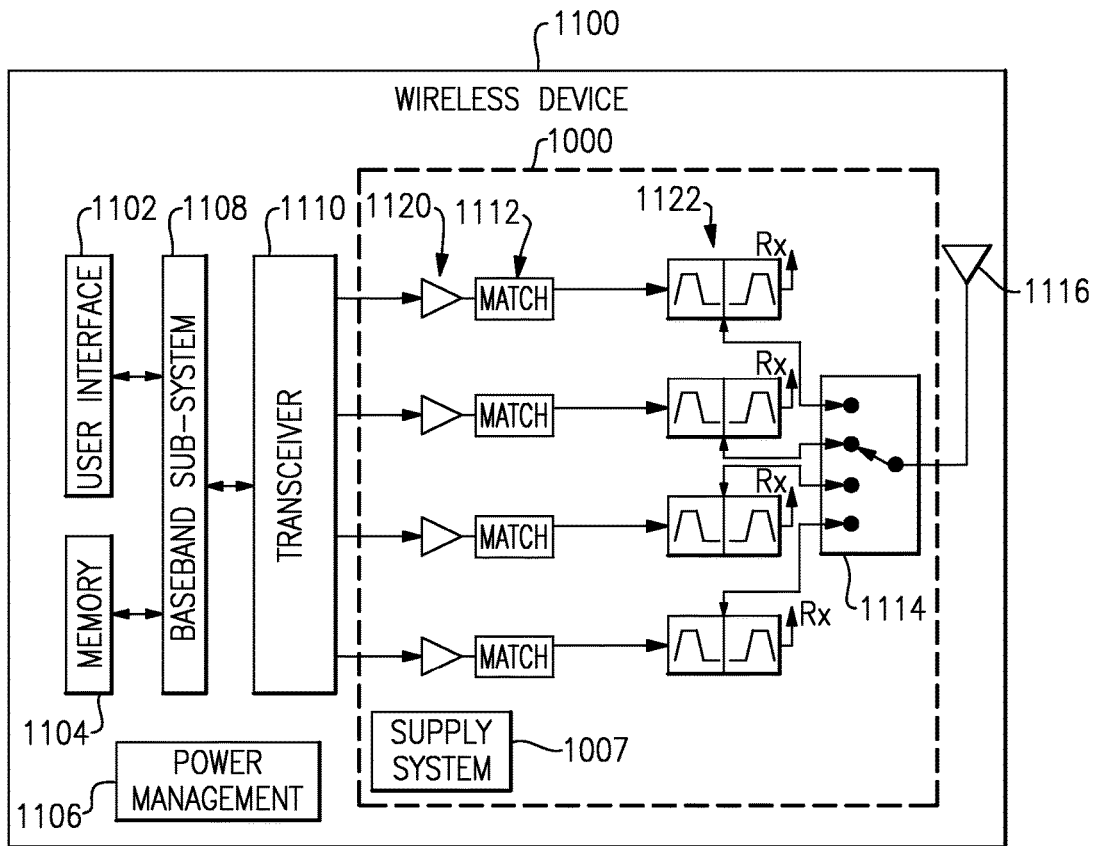 1100
WIRELESS DEVICE
1000
1102
1108
1110
1120
1112
1122
Rx
1116
USER INTERFACE
BASEBAND SUB-SYSTEM
TRANSCEIVER
MATCH
Rx
MATCH
Rx
MATCH
MEMORY
1114
Rx
MATCH
1104
SUPPLY
SYSTEM
1007
POWER
MANAGEMENT
1106